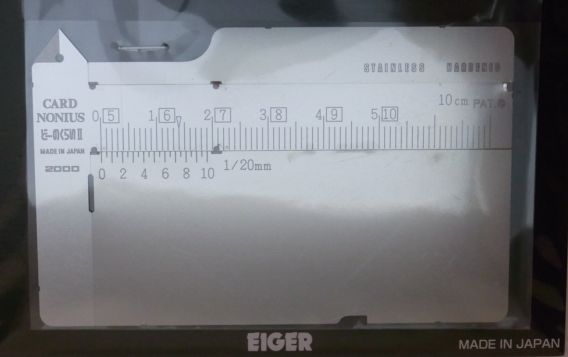 STAINLESS HARDENED
CARD
NONIUS
MADE IN JAPAN
2000
0 5 1 6 2 7 3 8 4 9 5 10 10cm PAT.
0 2 4 6 8 10 1/20mm
EIGER
MADE IN JAPAN